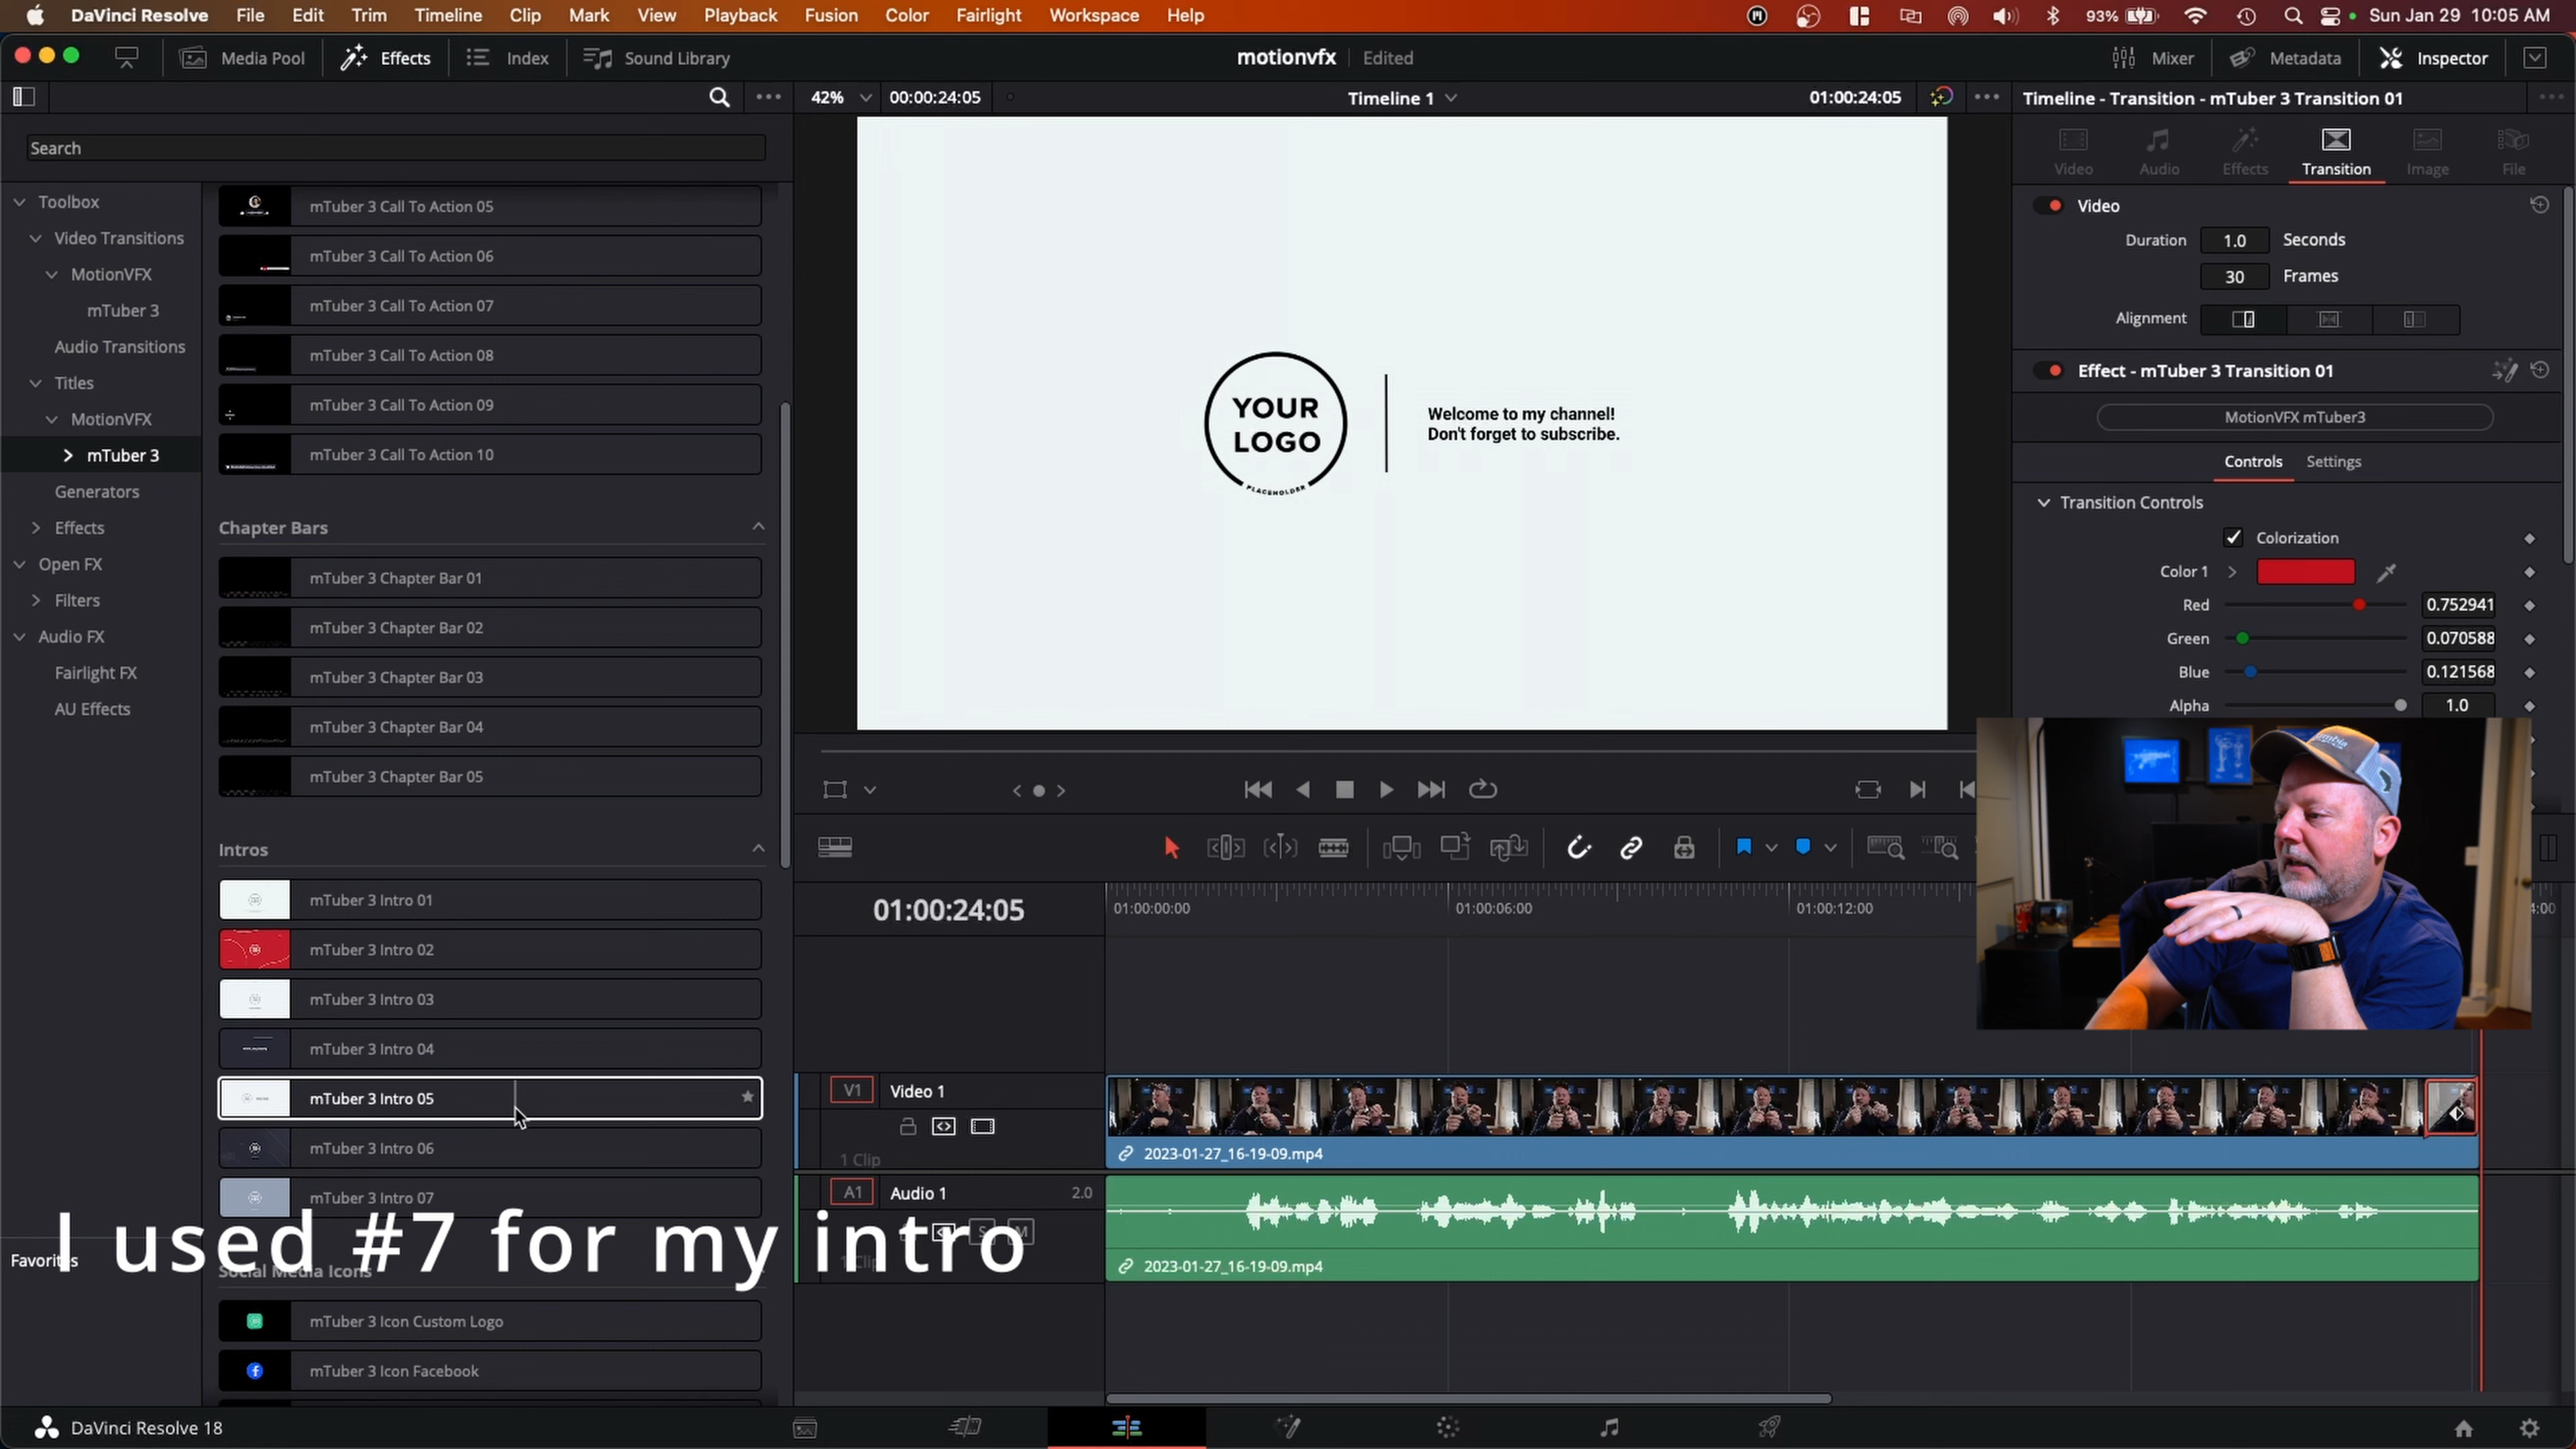 DaVinci Resolve File Edit Trim Timeline Clip Mark View Playback Fusion Color Fairlight Workspace Help
93% Sun Jan 29 10:05 AM
Media Pool Effects Index Sound Library
motionvfx Edited
Mixer Metadata Inspector
42% 00:00:24:05 Timeline 1 01:00:24:05
Timeline - Transition - mTuber 3 Transition 01
Search
Toolbox
Video Transitions
MotionVFX
mTuber 3
Audio Transitions
Titles
MotionVFX
mTuber 3
Generators
Effects
Open FX
Filters
Audio FX
Fairlight FX
AU Effects
Favorites
mTuber 3 Call To Action 05
mTuber 3 Call To Action 06
mTuber 3 Call To Action 07
mTuber 3 Call To Action 08
mTuber 3 Call To Action 09
mTuber 3 Call To Action 10
Chapter Bars
mTuber 3 Chapter Bar 01
mTuber 3 Chapter Bar 02
mTuber 3 Chapter Bar 03
mTuber 3 Chapter Bar 04
mTuber 3 Chapter Bar 05
Intros
mTuber 3 Intro 01
mTuber 3 Intro 02
mTuber 3 Intro 03
mTuber 3 Intro 04
mTuber 3 Intro 05
mTuber 3 Intro 06
mTuber 3 Intro 07
I used #7 for my intro
Social Media Icons
mTuber 3 Icon Custom Logo
mTuber 3 Icon Facebook
YOUR
LOGO
PLACEHOLDER
Welcome to my channel!
Don't forget to subscribe.
Video Audio Effects Transition Image File
Video
Duration 1.0 Seconds
30 Frames
Alignment
Effect - mTuber 3 Transition 01
MotionVFX mTuber3
Controls Settings
Transition Controls
Colorization
Color 1
Red 0.752941
Green 0.070588
Blue 0.121568
Alpha 1.0
01:00:24:05
01:00:00:00 01:00:06:00 01:00:12:00 4:00
V1 Video 1
1 Clip
2023-01-27_16-19-09.mp4
A1 Audio 1 2.0
S M
2023-01-27_16-19-09.mp4
DaVinci Resolve 18